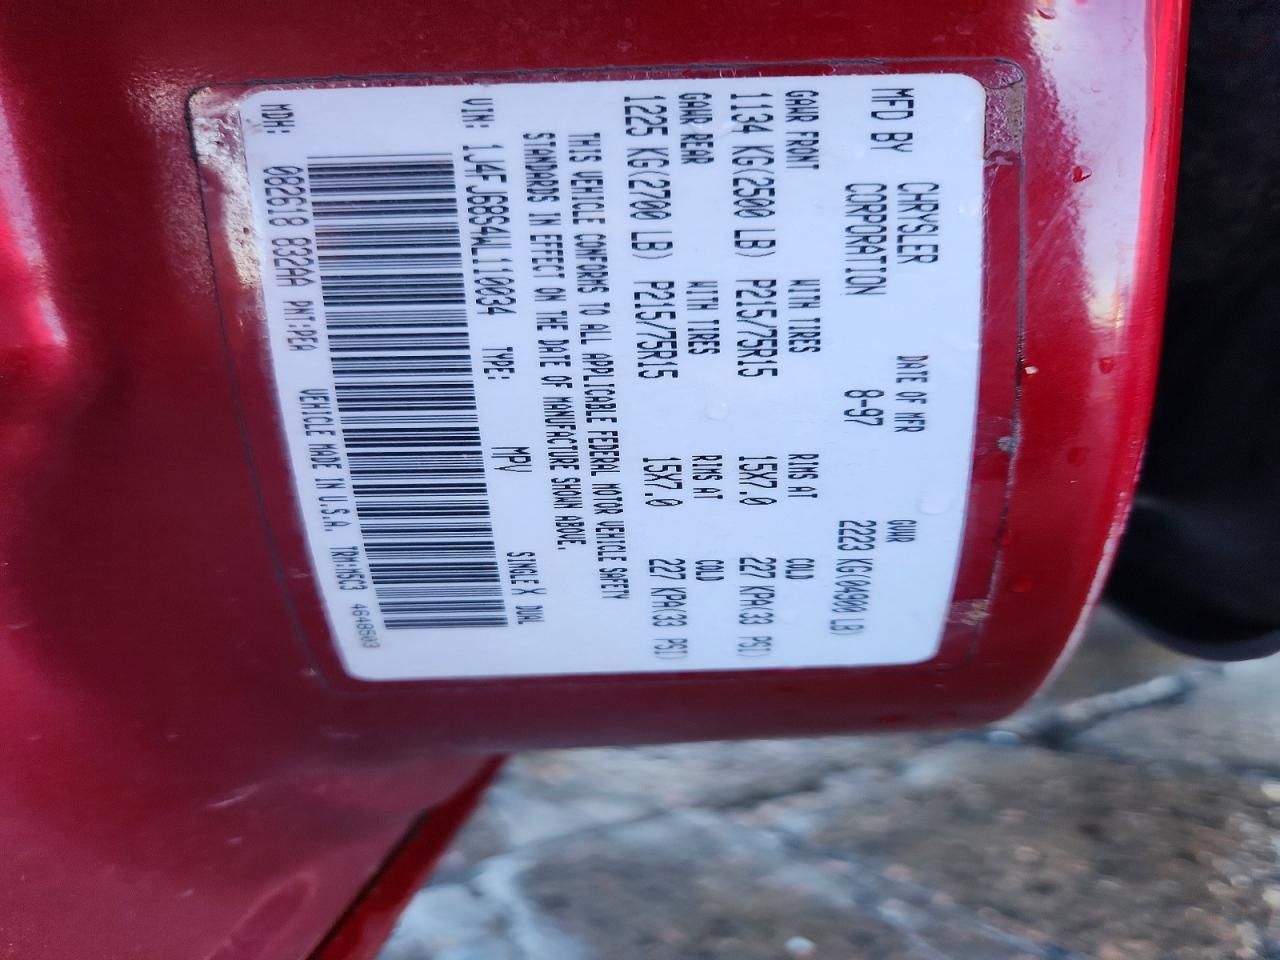 MFD BY CHRYSLER CORPORATION DATE OF MFR 8-97 GVWR 2223 KG(04900 LB)
GAWR FRONT WITH TIRES RIMS AT COLD
1134 KG(2500 LB) P215/75R15 15X7.0 227 KPA(33 PSI)
GAWR REAR WITH TIRES RIMS AT COLD
1225 KG(2700 LB) P215/75R15 15X7.0 227 KPA(33 PSI)
THIS VEHICLE CONFORMS TO ALL APPLICABLE FEDERAL MOTOR VEHICLE SAFETY
STANDARDS IN EFFECT ON THE DATE OF MANUFACTURE SHOWN ABOVE.
VIN: 1J4FJ68S4WL110034 TYPE: MPV SINGLE X DUAL
MDH: 082618 832AA PNT:PEA VEHICLE MADE IN U.S.A. TRI:M5C3 4648503